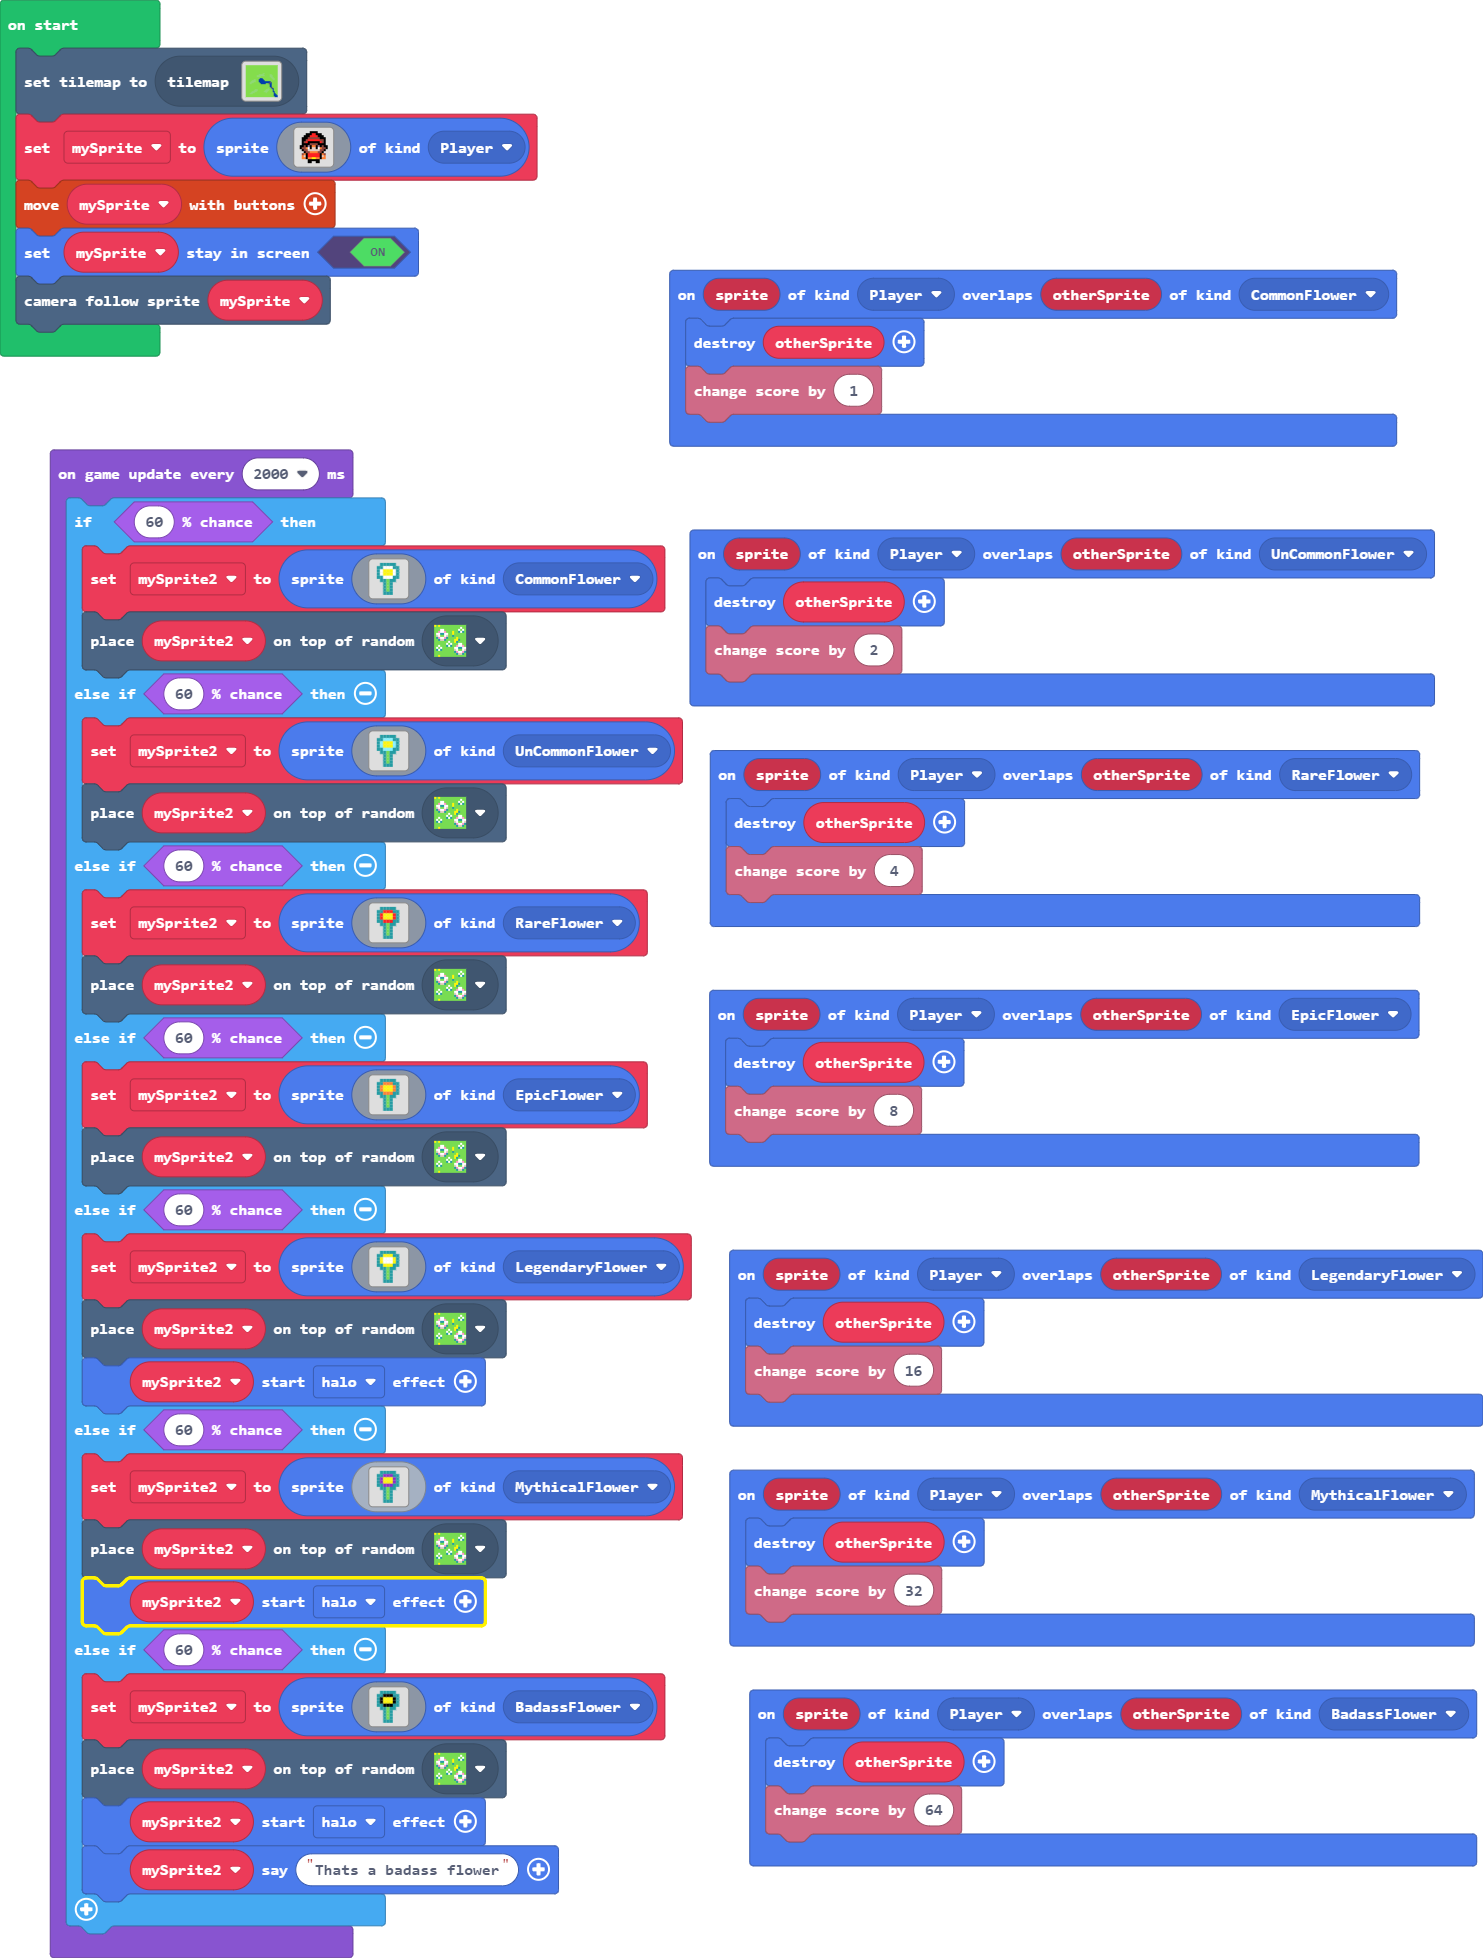 on start
set tilemap to tilemap
set mySprite to sprite of kind Player
move mySprite with buttons
set mySprite stay in screen ON
camera follow sprite mySprite
on sprite of kind Player overlaps otherSprite of kind CommonFlower
destroy otherSprite
change score by 1
on game update every 2000 ms
if 60 % chance then
set mySprite2 to sprite of kind CommonFlower
place mySprite2 on top of random
else if 60 % chance then
set mySprite2 to sprite of kind UnCommonFlower
place mySprite2 on top of random
else if 60 % chance then
set mySprite2 to sprite of kind RareFlower
place mySprite2 on top of random
else if 60 % chance then
set mySprite2 to sprite of kind EpicFlower
place mySprite2 on top of random
else if 60 % chance then
set mySprite2 to sprite of kind LegendaryFlower
place mySprite2 on top of random
mySprite2 start halo effect
else if 60 % chance then
set mySprite2 to sprite of kind MythicalFlower
place mySprite2 on top of random
mySprite2 start halo effect
else if 60 % chance then
set mySprite2 to sprite of kind BadassFlower
place mySprite2 on top of random
mySprite2 start halo effect
mySprite2 say "Thats a badass flower"
on sprite of kind Player overlaps otherSprite of kind UnCommonFlower
destroy otherSprite
change score by 2
on sprite of kind Player overlaps otherSprite of kind RareFlower
destroy otherSprite
change score by 4
on sprite of kind Player overlaps otherSprite of kind EpicFlower
destroy otherSprite
change score by 8
on sprite of kind Player overlaps otherSprite of kind LegendaryFlower
destroy otherSprite
change score by 16
on sprite of kind Player overlaps otherSprite of kind MythicalFlower
destroy otherSprite
change score by 32
on sprite of kind Player overlaps otherSprite of kind BadassFlower
destroy otherSprite
change score by 64